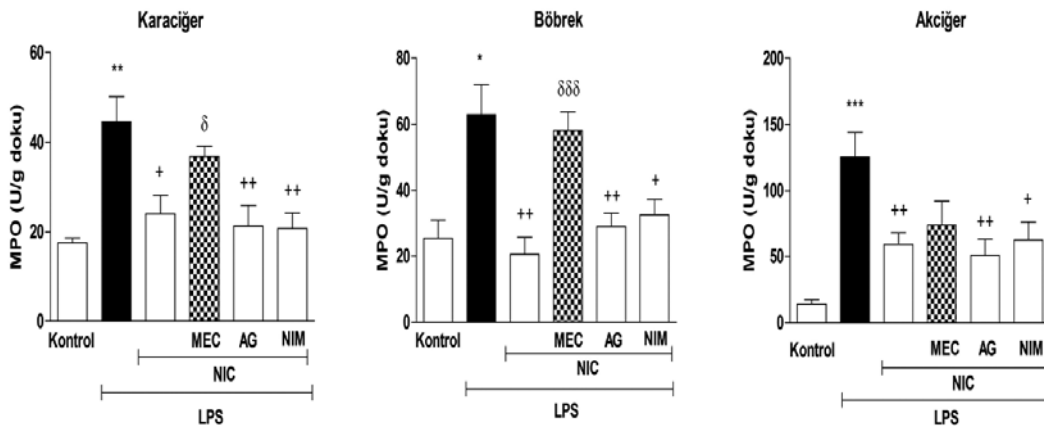 Karaciğer
MPO (U/g doku)
60
40
20
0
**
+
δ
++
++
Kontrol
MEC
AG
NIM
NIC
LPS
Böbrek
MPO (U/g doku)
80
60
40
20
0
*
++
δδδ
++
+
MEC
AG
NIM
Kontrol
NIC
LPS
Akciğer
MPO (U/g doku)
200
150
100
50
0
***
++
++
+
Kontrol
MEC
AG
NIM
NIC
LPS